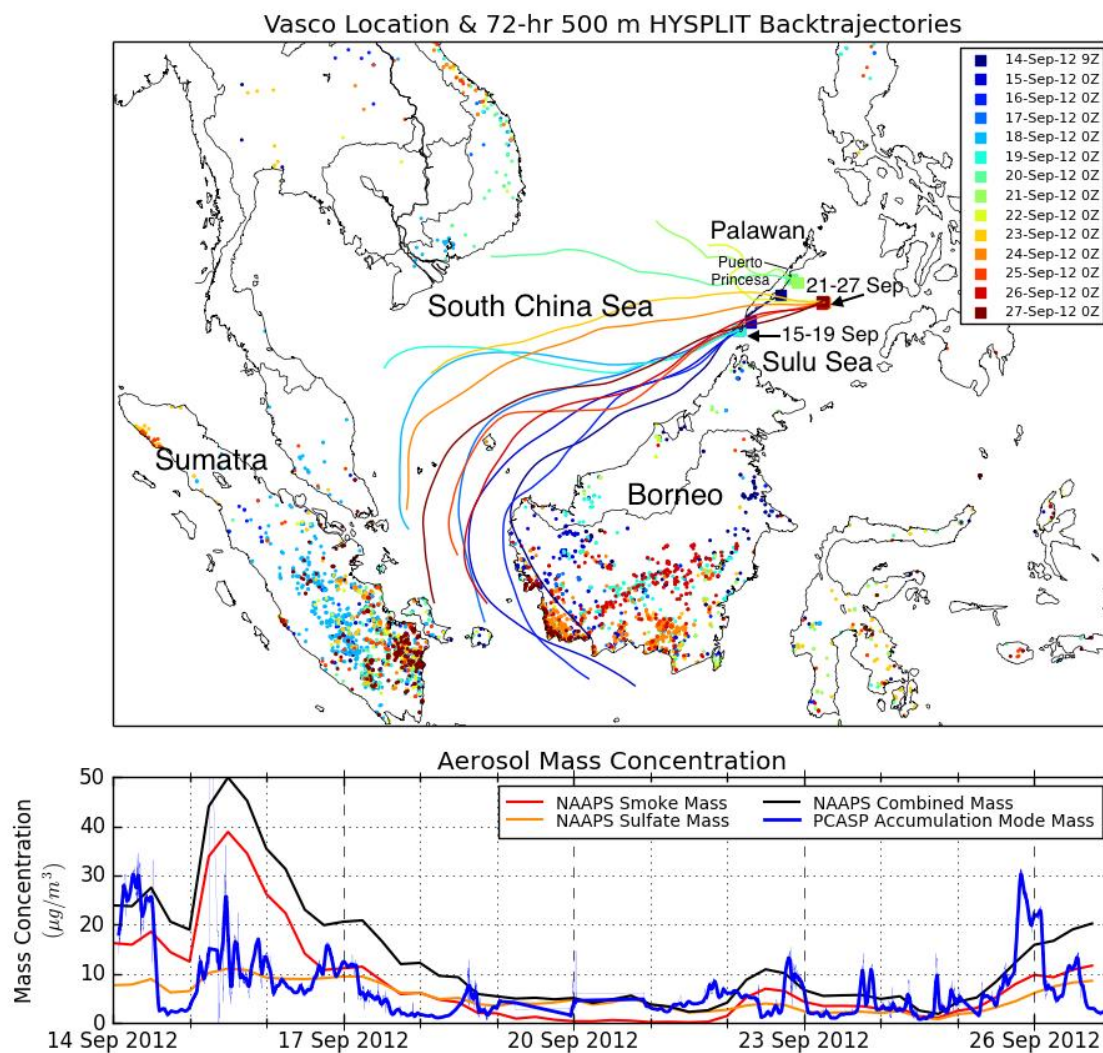 Vasco Location & 72-hr 500 m HYSPLIT Backtrajectories
14-Sep-12 9Z
15-Sep-12 0Z
16-Sep-12 0Z
17-Sep-12 0Z
18-Sep-12 0Z
19-Sep-12 0Z
20-Sep-12 0Z
21-Sep-12 0Z
22-Sep-12 0Z
23-Sep-12 0Z
24-Sep-12 0Z
25-Sep-12 0Z
26-Sep-12 0Z
27-Sep-12 0Z
Palawan
Puerto
Princesa
21-27 Sep
South China Sea
15-19 Sep
Sulu Sea
Sumatra
Borneo
Aerosol Mass Concentration
Mass Concentration
(μg/m³)
50
40
30
20
10
0
NAAPS Smoke Mass
NAAPS Sulfate Mass
NAAPS Combined Mass
PCASP Accumulation Mode Mass
14 Sep 2012
17 Sep 2012
20 Sep 2012
23 Sep 2012
26 Sep 2012